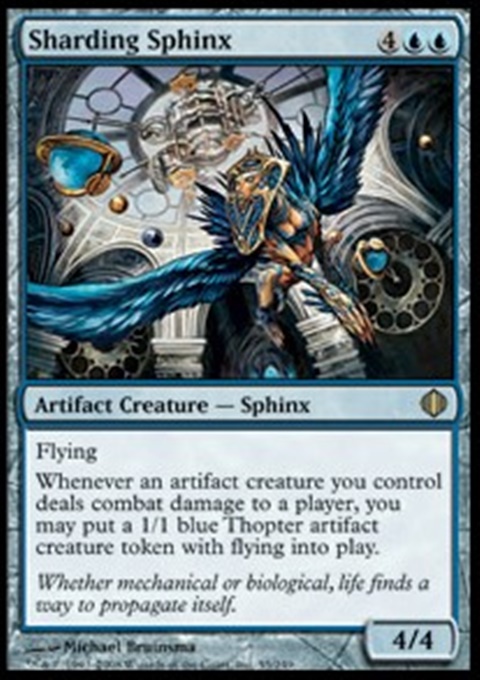 Sharding Sphinx 4
Artifact Creature — Sphinx
Flying
Whenever an artifact creature you control
deals combat damage to a player, you
may put a 1/1 blue Thopter artifact
creature token with flying into play.
Whether mechanical or biological, life finds a
way to propagate itself.
Michael Bruinsma
4/4